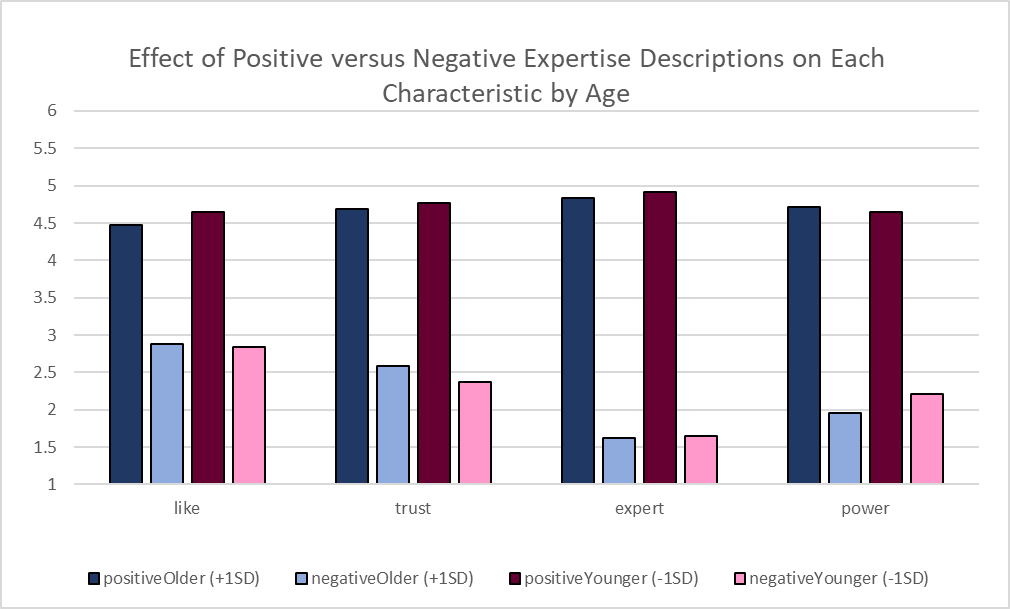 Effect of Positive versus Negative Expertise Descriptions on Each
Characteristic by Age
6
5.5
5
4.5
4
3.5
3
2.5
2
1.5
1
like trust expert power
positiveOlder (+1SD) negativeOlder (+1SD) positiveYounger (-1SD) negativeYounger (-1SD)